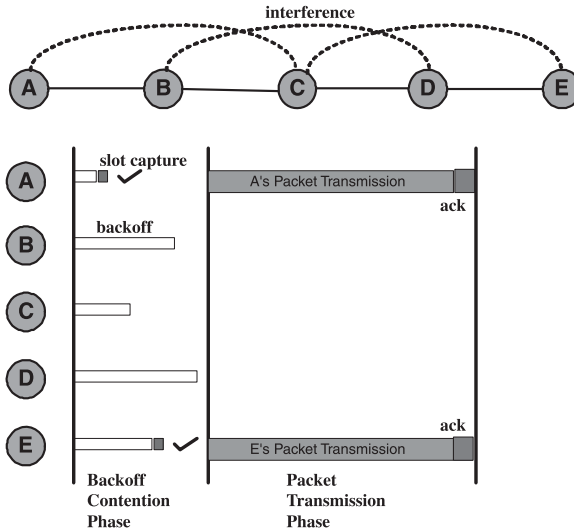 interference
A B C D E
slot capture
A
A's Packet Transmission
ack
backoff
B
C
D
ack
E
E's Packet Transmission
Backoff
Contention
Phase
Packet
Transmission
Phase